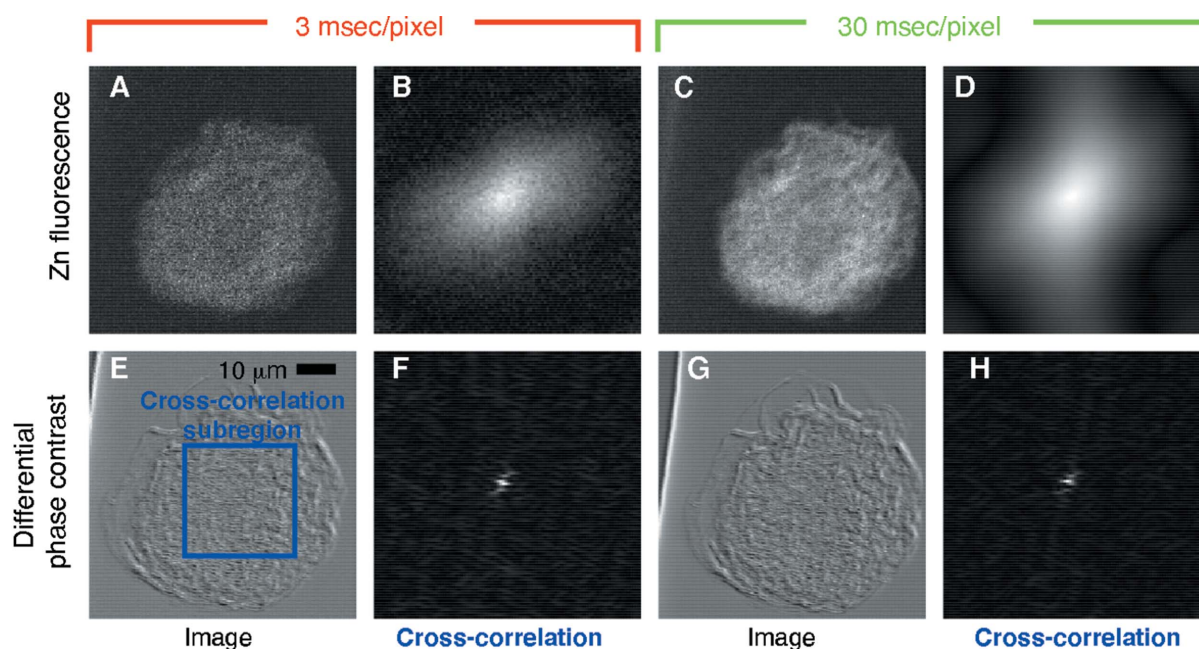 3 msec/pixel
30 msec/pixel
Zn fluorescence
A
B
C
D
Differential
phase contrast
E
10 μm
Cross-correlation
subregion
F
G
H
Image
Cross-correlation
Image
Cross-correlation